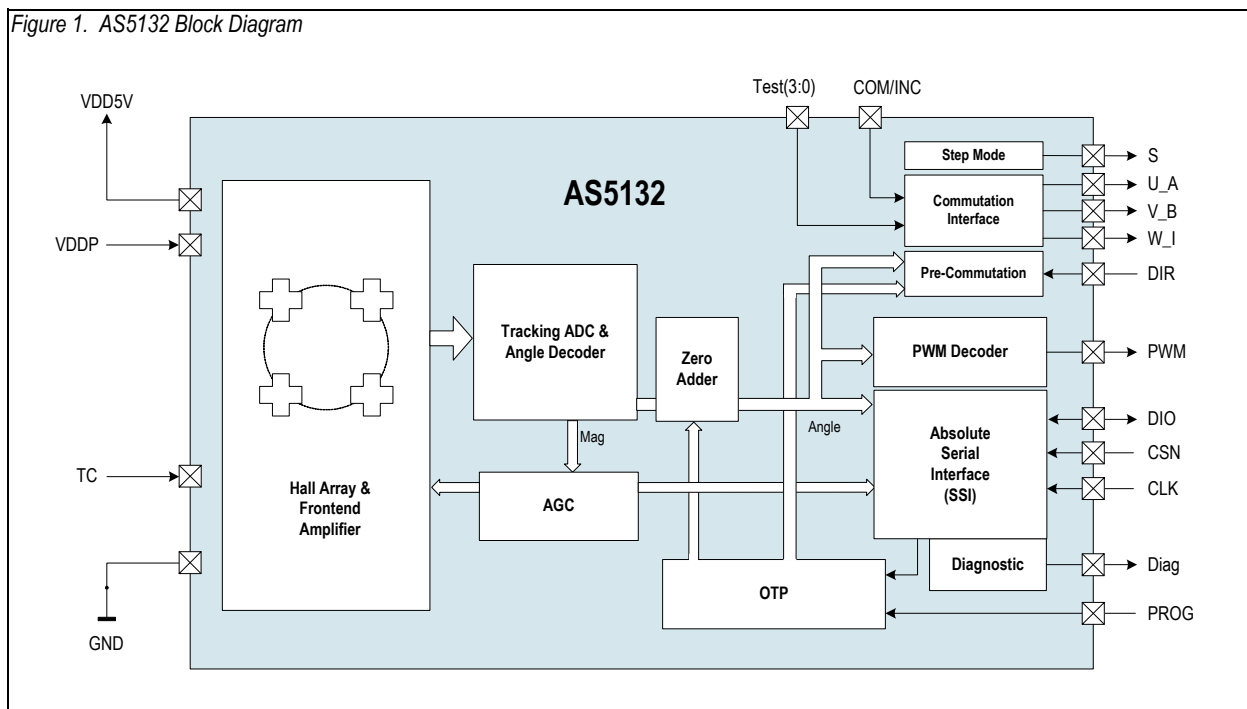 Figure 1. AS5132 Block Diagram
Test(3:0)
COM/INC
VDD5V
VDDP
TC
GND
AS5132
Hall Array &
Frontend
Amplifier
Tracking ADC &
Angle Decoder
Mag
AGC
Zero
Adder
Angle
OTP
Step Mode
Commutation
Interface
Pre-Commutation
PWM Decoder
Absolute
Serial
Interface
(SSI)
Diagnostic
S
U_A
V_B
W_I
DIR
PWM
DIO
CSN
CLK
Diag
PROG